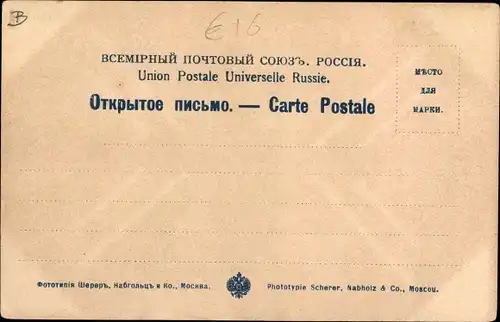 B
€16
ВСЕМІРНЫЙ ПОЧТОВЫЙ СОЮЗЪ. РОССІЯ.
Union Postale Universelle Russie.
Открытое письмо. — Carte Postale
МѢСТО
ДЛЯ
МАРКИ.
Фототипія Шереръ, Набгольцъ и Ко., Москва.
Phototypie Scherer, Nabholz & Co., Moscou.